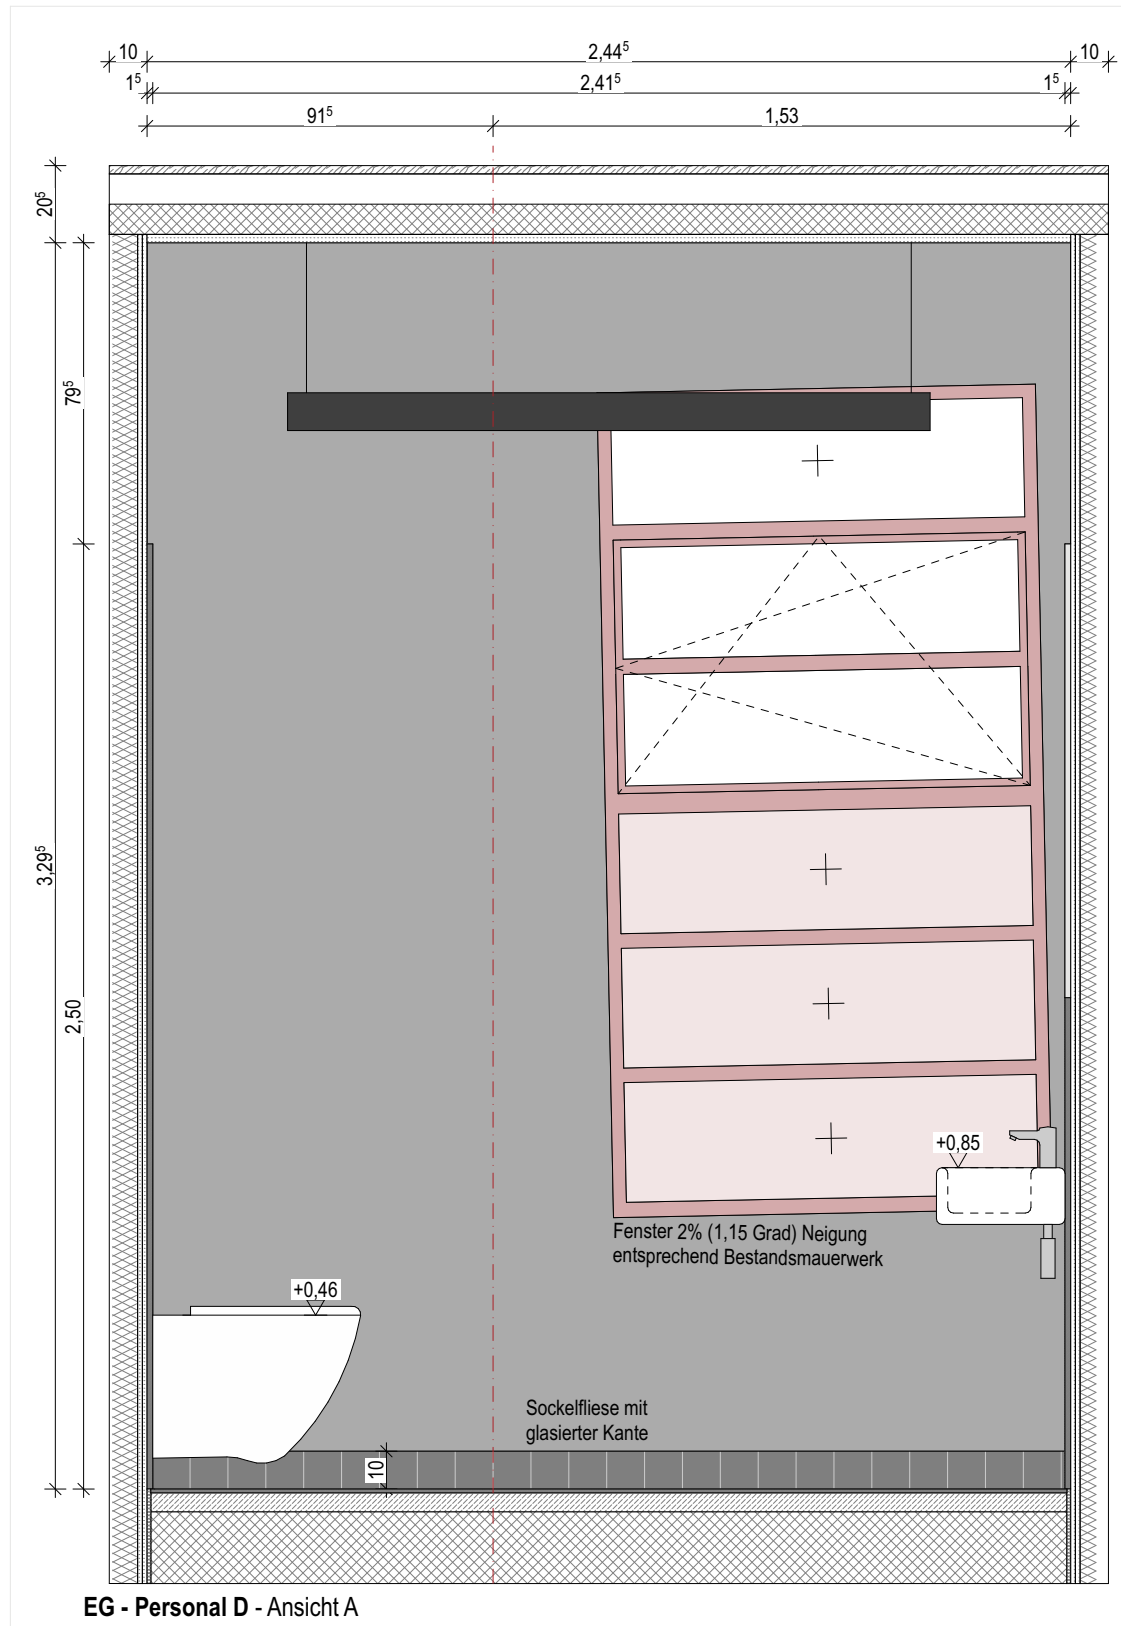 10 2,44⁵ 10
1⁵ 2,41⁵ 1⁵
91⁵ 1,53
20⁵
79⁵
3,29⁵
2,50
+0,85
Fenster 2% (1,15 Grad) Neigung
entsprechend Bestandsmauerwerk
+0,46
Sockelfliese mit
glasierter Kante
10
EG - Personal D - Ansicht A